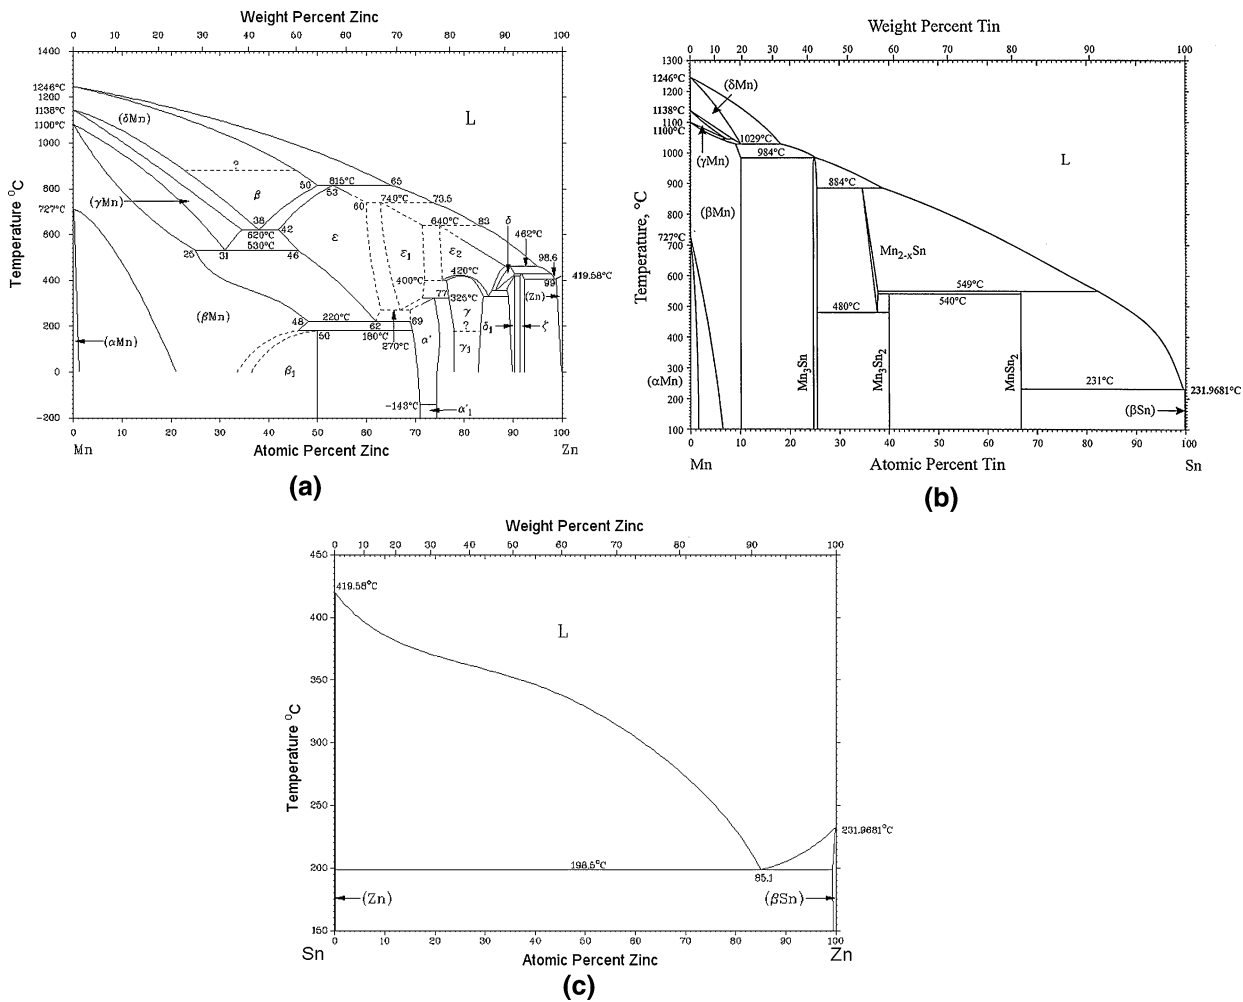 Weight Percent Zinc
0 10 20 30 40 50 60 70 80 90 100
1400
1246°C
1200
1138°C
1100°C
1000
800
727°C
600
400
200
0
-200
Temperature °C
L
(δMn)
?
β
50 815°C 65
53
(γMn)
60 740°C 73.5
38
42
620°C
530°C
25 31 46
640°C 83
δ
ε
ε₁
ε₂
462°C
98.6
419.58°C
420°C
400°C
99
(Zn)
77 325°C
(βMn)
48 220°C 62 69
γ
?
δ₁
ζ
50 180°C
270°C
α'
γ₁
(αMn)
β₁
-143°C
α'₁
0 10 20 30 40 50 60 70 80 90 100
Mn Atomic Percent Zinc Zn
(a)
Weight Percent Tin
0 10 20 30 40 50 60 70 80 90 100
1300
1246°C
1200
1138°C
1100
1100°C
1000
900
800
727°C
700
600
500
400
300
200
100
Temperature, °C
(δMn)
1029°C
984°C
(γMn)
L
884°C
(βMn)
Mn₂₋ₓSn
549°C
540°C
480°C
Mn₃Sn
Mn₃Sn₂
MnSn₂
(αMn)
231°C
231.9681°C
(βSn)
0 10 20 30 40 50 60 70 80 90 100
Mn Atomic Percent Tin Sn
(b)
Weight Percent Zinc
0 10 20 30 40 50 60 70 80 90 100
450
400
350
300
250
200
150
Temperature °C
419.58°C
L
231.9681°C
198.5°C
85.1
(Zn)
(βSn)
0 10 20 30 40 50 60 70 80 90 100
Sn Atomic Percent Zinc Zn
(c)